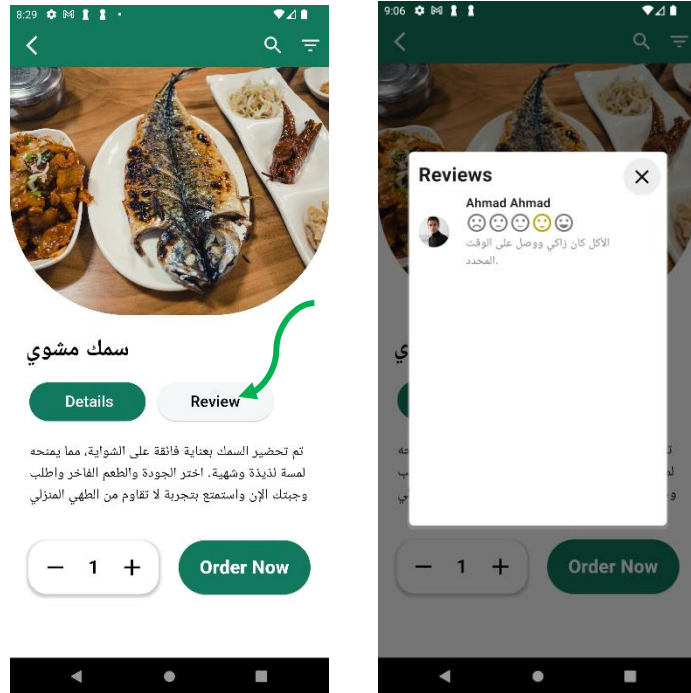 8:29
سمك مشوي
Details
Review
تم تحضير السمك بعناية فائقة على الشواية، مما يمنحه
لمسة لذيذة وشهية. اختر الجودة والطعم الفاخر واطلب
وجبتك الإن واستمتع بتجربة لا تقاوم من الطهي المنزلي
1
Order Now
9:06
Reviews
Ahmad Ahmad
الأكل كان زاكي ووصل على الوقت
المحدد.
1
Order Now